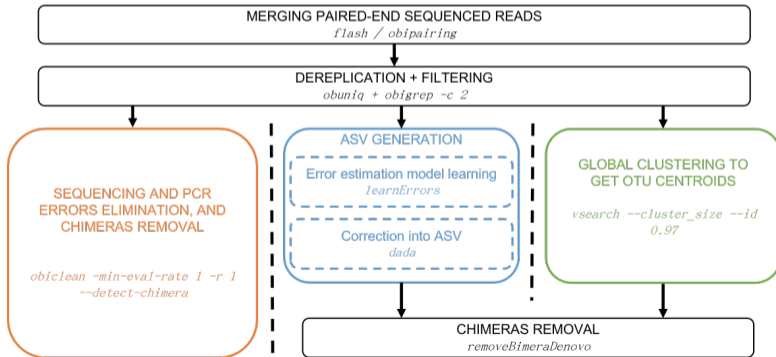 MERGING PAIRED-END SEQUENCED READS
flash / obipairing
DEREPLICATION + FILTERING
obuniq + obigrep -c 2
SEQUENCING AND PCR
ERRORS ELIMINATION, AND
CHIMERAS REMOVAL
obiclean -min-eval-rate 1 -r 1
--detect-chimera
ASV GENERATION
Error estimation model learning
learnErrors
Correction into ASV
dada
GLOBAL CLUSTERING TO
GET OTU CENTROIDS
vsearch --cluster_size --id
0.97
CHIMERAS REMOVAL
removeBimeraDenovo